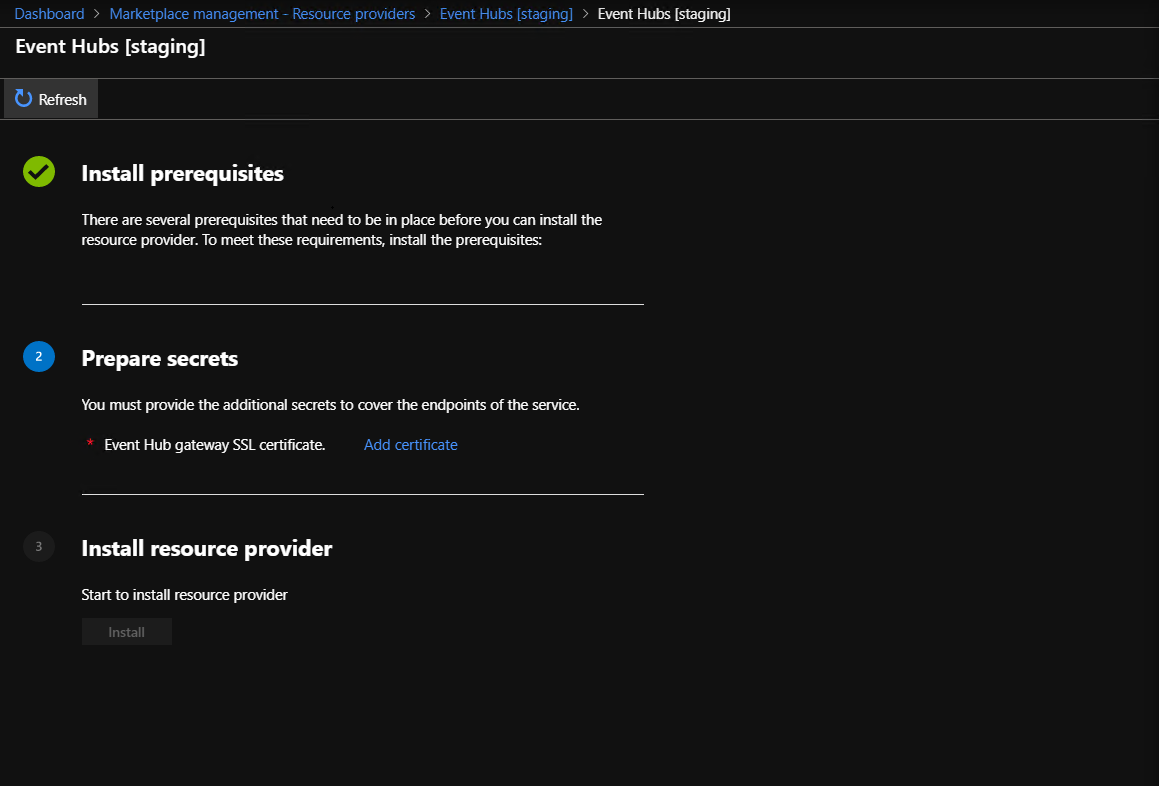 Dashboard > Marketplace management - Resource providers > Event Hubs [staging] > Event Hubs [staging]
Event Hubs [staging]
Refresh
Install prerequisites
There are several prerequisites that need to be in place before you can install the
resource provider. To meet these requirements, install the prerequisites:
2
Prepare secrets
You must provide the additional secrets to cover the endpoints of the service.
* Event Hub gateway SSL certificate. Add certificate
3
Install resource provider
Start to install resource provider
Install